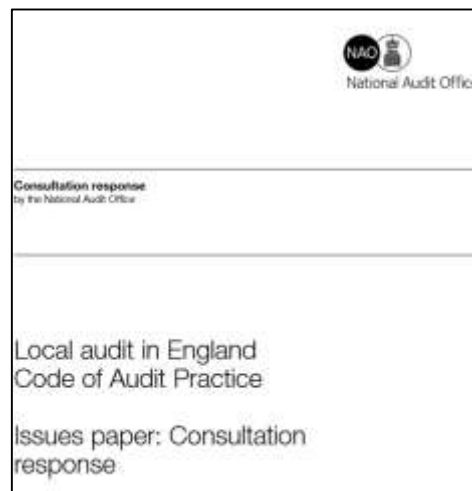 NAO
National Audit Office
Consultation response
by the National Audit Office
Local audit in England
Code of Audit Practice
Issues paper: Consultation
response